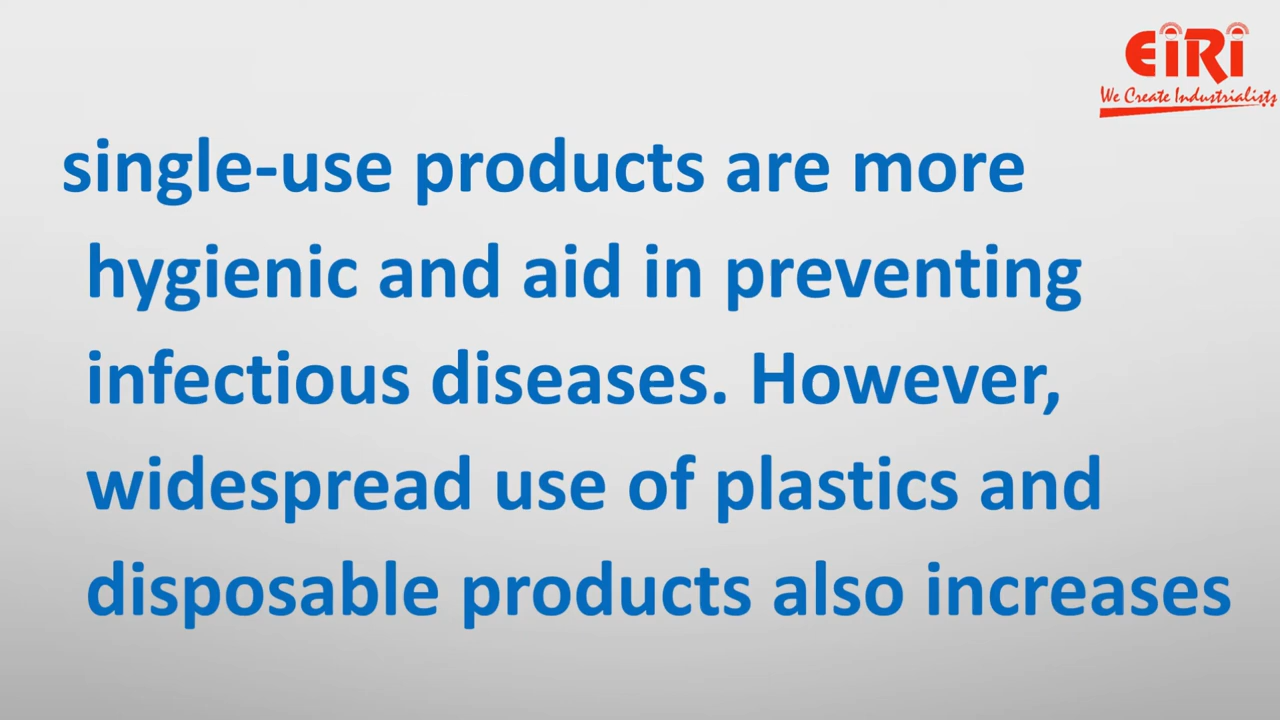 EiRi
We Create Industrialists
single-use products are more
hygienic and aid in preventing
infectious diseases. However,
widespread use of plastics and
disposable products also increases